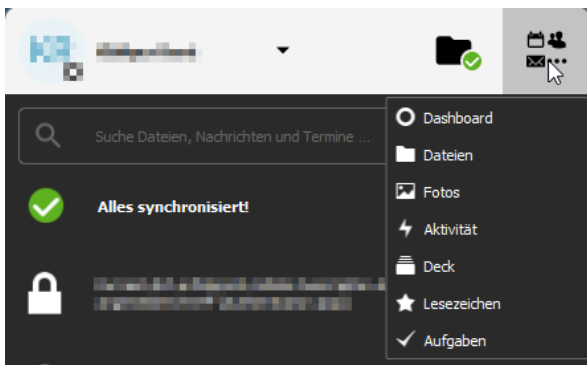 Suche Dateien, Nachrichten und Termine ...
Alles synchronisiert!
Dashboard
Dateien
Fotos
Aktivität
Deck
Lesezeichen
Aufgaben